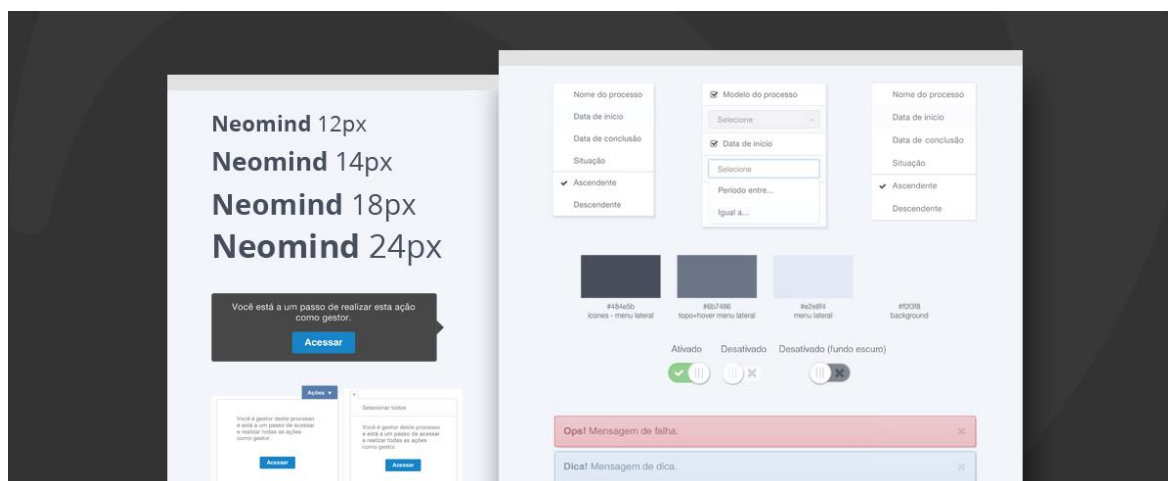 Neomind 12px
Neomind 14px
Neomind 18px
Neomind 24px
Você está a um passo de realizar esta ação
como gestor.
Acessar
Ações
Você é gestor deste processo
e está a um passo de acessar
e realizar todas as ações
como gestor.
Acessar
Selecionar todos
Você é gestor deste processo
e está a um passo de acessar
e realizar todas as ações
como gestor.
Acessar
Nome do processo
Data de início
Data de conclusão
Situação
Ascendente
Descendente
Modelo do processo
Selecione
Data de início
Selecione
Período entre...
Igual a...
Nome do processo
Data de início
Data de conclusão
Situação
Ascendente
Descendente
#484e5b
ícones - menu lateral
#6b7486
topo+hover menu lateral
#e2e8f4
menu lateral
#f0f3f8
background
Ativado
Desativado
Desativado (fundo escuro)
Ops! Mensagem de falha.
Dica! Mensagem de dica.